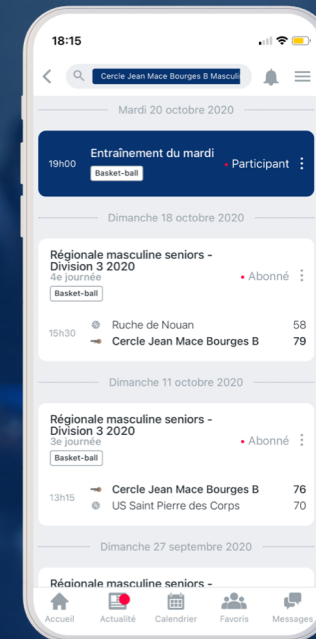 18:15
Cercle Jean Mace Bourges B Masculi
Mardi 20 octobre 2020
19h00
Entraînement du mardi
Basket-ball
• Participant
Dimanche 18 octobre 2020
Régionale masculine seniors -
Division 3 2020
4e journée
Basket-ball
• Abonné
15h30
Ruche de Nouan 58
Cercle Jean Mace Bourges B 79
Dimanche 11 octobre 2020
Régionale masculine seniors -
Division 3 2020
3e journée
Basket-ball
• Abonné
13h15
Cercle Jean Mace Bourges B 76
US Saint Pierre des Corps 70
Dimanche 27 septembre 2020
Régionale masculine seniors -
Accueil Actualité Calendrier Favoris Messages